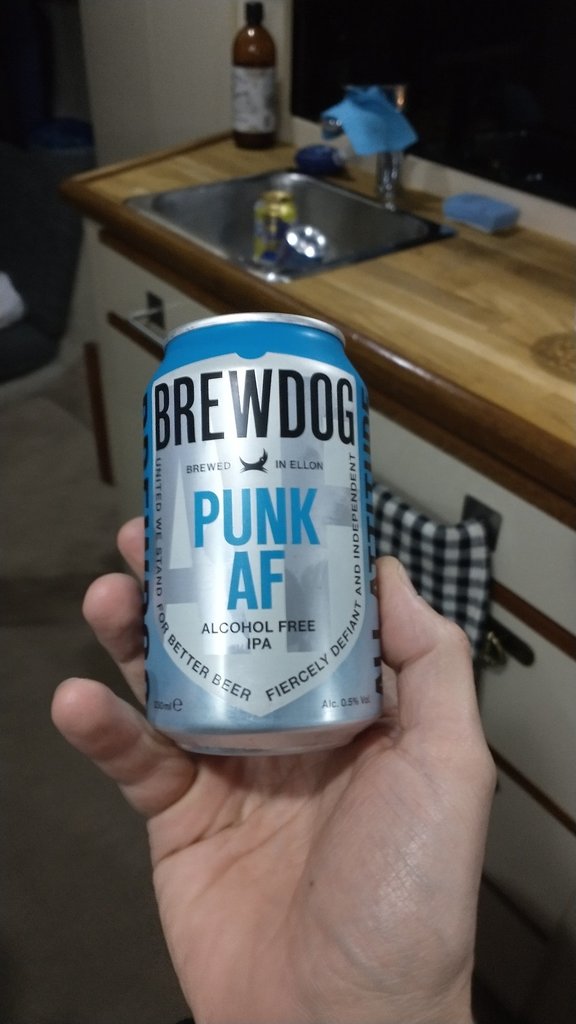 BREWDOG
BREWED IN ELLON
PUNK
AF
ALCOHOL FREE
IPA
UNITED WE STAND FOR BETTER BEER
FIERCELY DEFIANT AND INDEPENDENT
330ml e
Alc. 0.5% Vol.